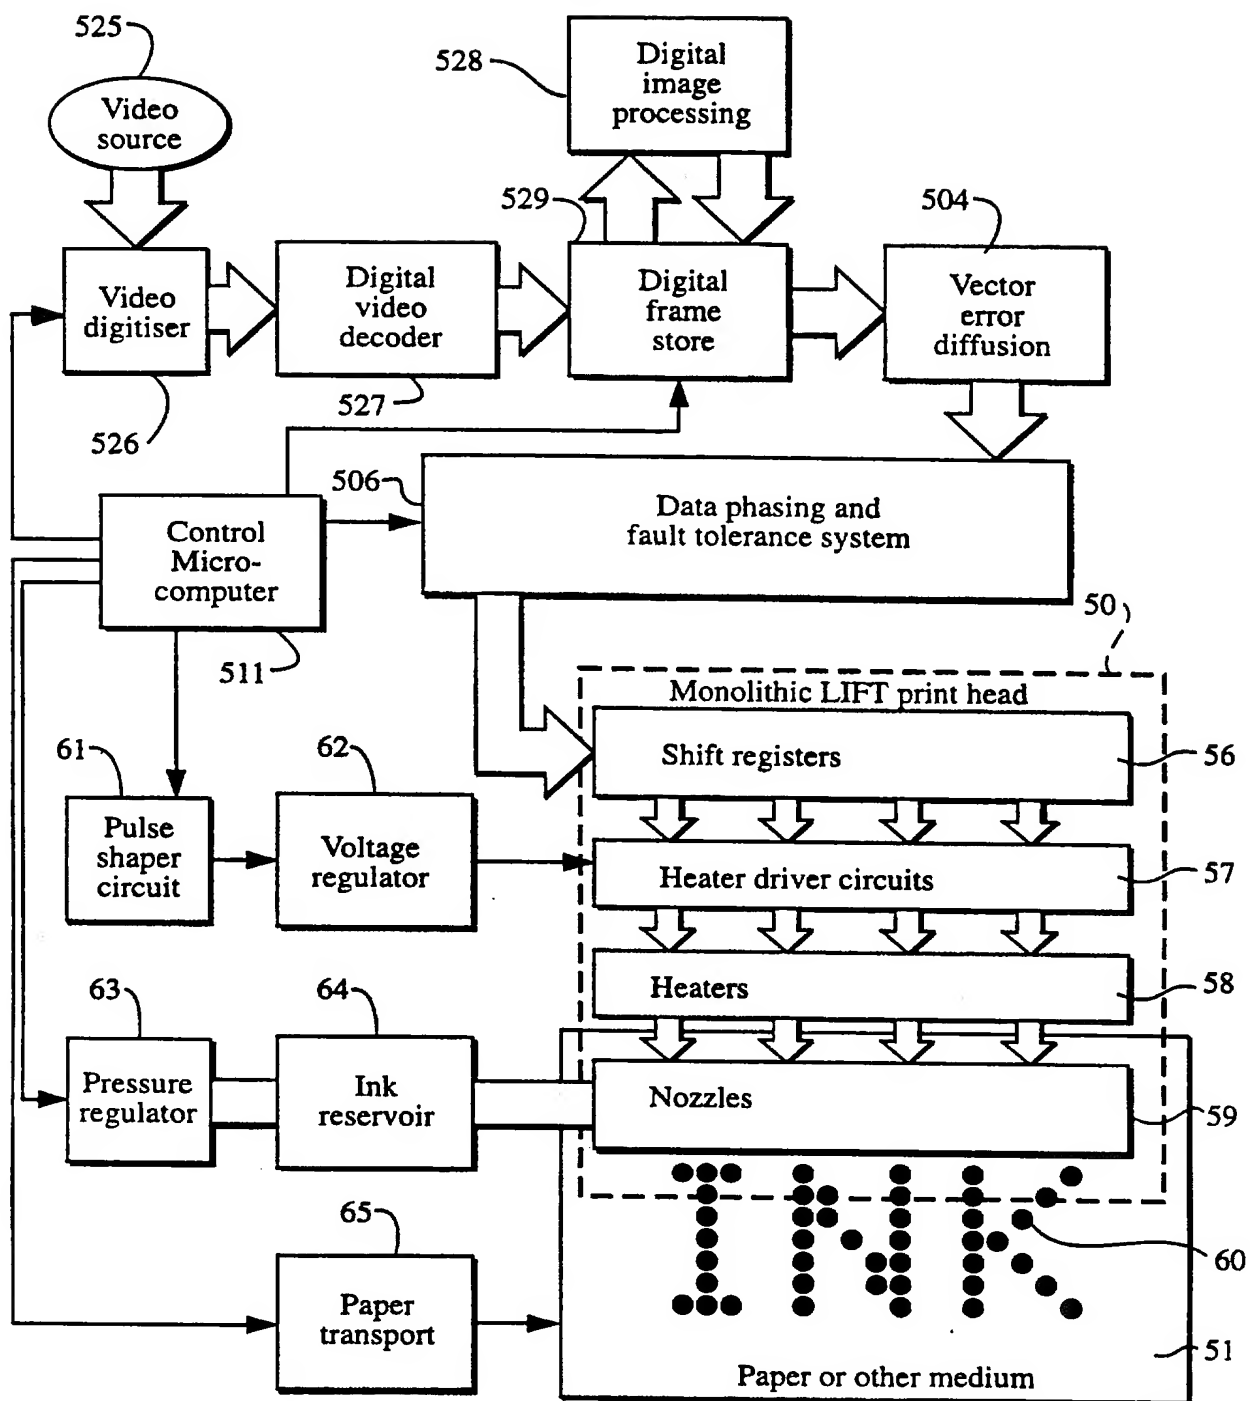 525
Video
source
528
Digital
image
processing
529
504
Video
digitiser
Digital
video
decoder
Digital
frame
store
Vector
error
diffusion
526
527
506
Control
Micro-
computer
Data phasing and
fault tolerance system
511
50
Monolithic LIFT print head
61
62
Shift registers
56
Pulse
shaper
circuit
Voltage
regulator
Heater driver circuits
57
63
64
Heaters
58
Pressure
regulator
Ink
reservoir
Nozzles
59
INK
65
60
Paper
transport
51
Paper or other medium